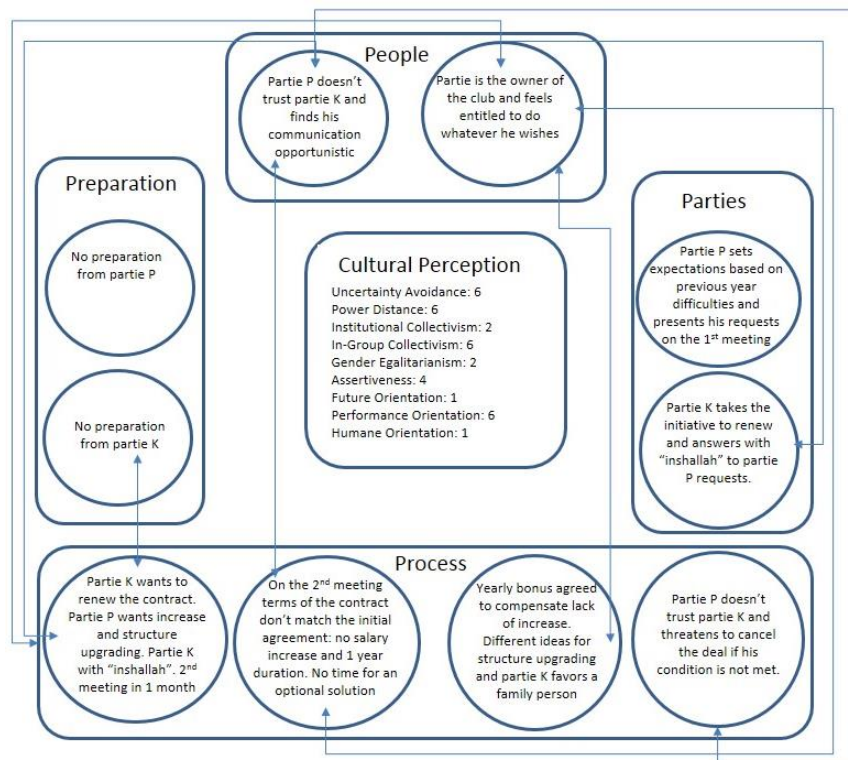 People
Partie P doesn't
trust partie K and
finds his
communication
opportunistic
Partie is the owner of
the club and feels
entitled to do
whatever he wishes
Preparation
No preparation
from partie P
No preparation
from partie K
Cultural Perception
Uncertainty Avoidance: 6
Power Distance: 6
Institutional Collectivism: 2
In-Group Collectivism: 6
Gender Egalitarianism: 2
Assertiveness: 4
Future Orientation: 1
Performance Orientation: 6
Humane Orientation: 1
Parties
Partie P sets
expectations based on
previous year
difficulties and
presents his requests
on the 1st meeting
Partie K takes the
initiative to renew and
answers with
"inshallah" to partie
P requests.
Process
Partie K wants to
renew the contract.
Partie P wants increase
and structure
upgrading. Partie K
with "inshallah". 2nd
meeting in 1 month
On the 2nd meeting
terms of the contract
don't match the initial
agreement: no salary
increase and 1 year
duration. No time for an
optional solution
Yearly bonus agreed
to compensate lack of
increase.
Different ideas for
structure upgrading
and partie K favors a
family person
Partie P doesn't
trust partie K and
threatens to cancel
the deal if his
condition is not met.